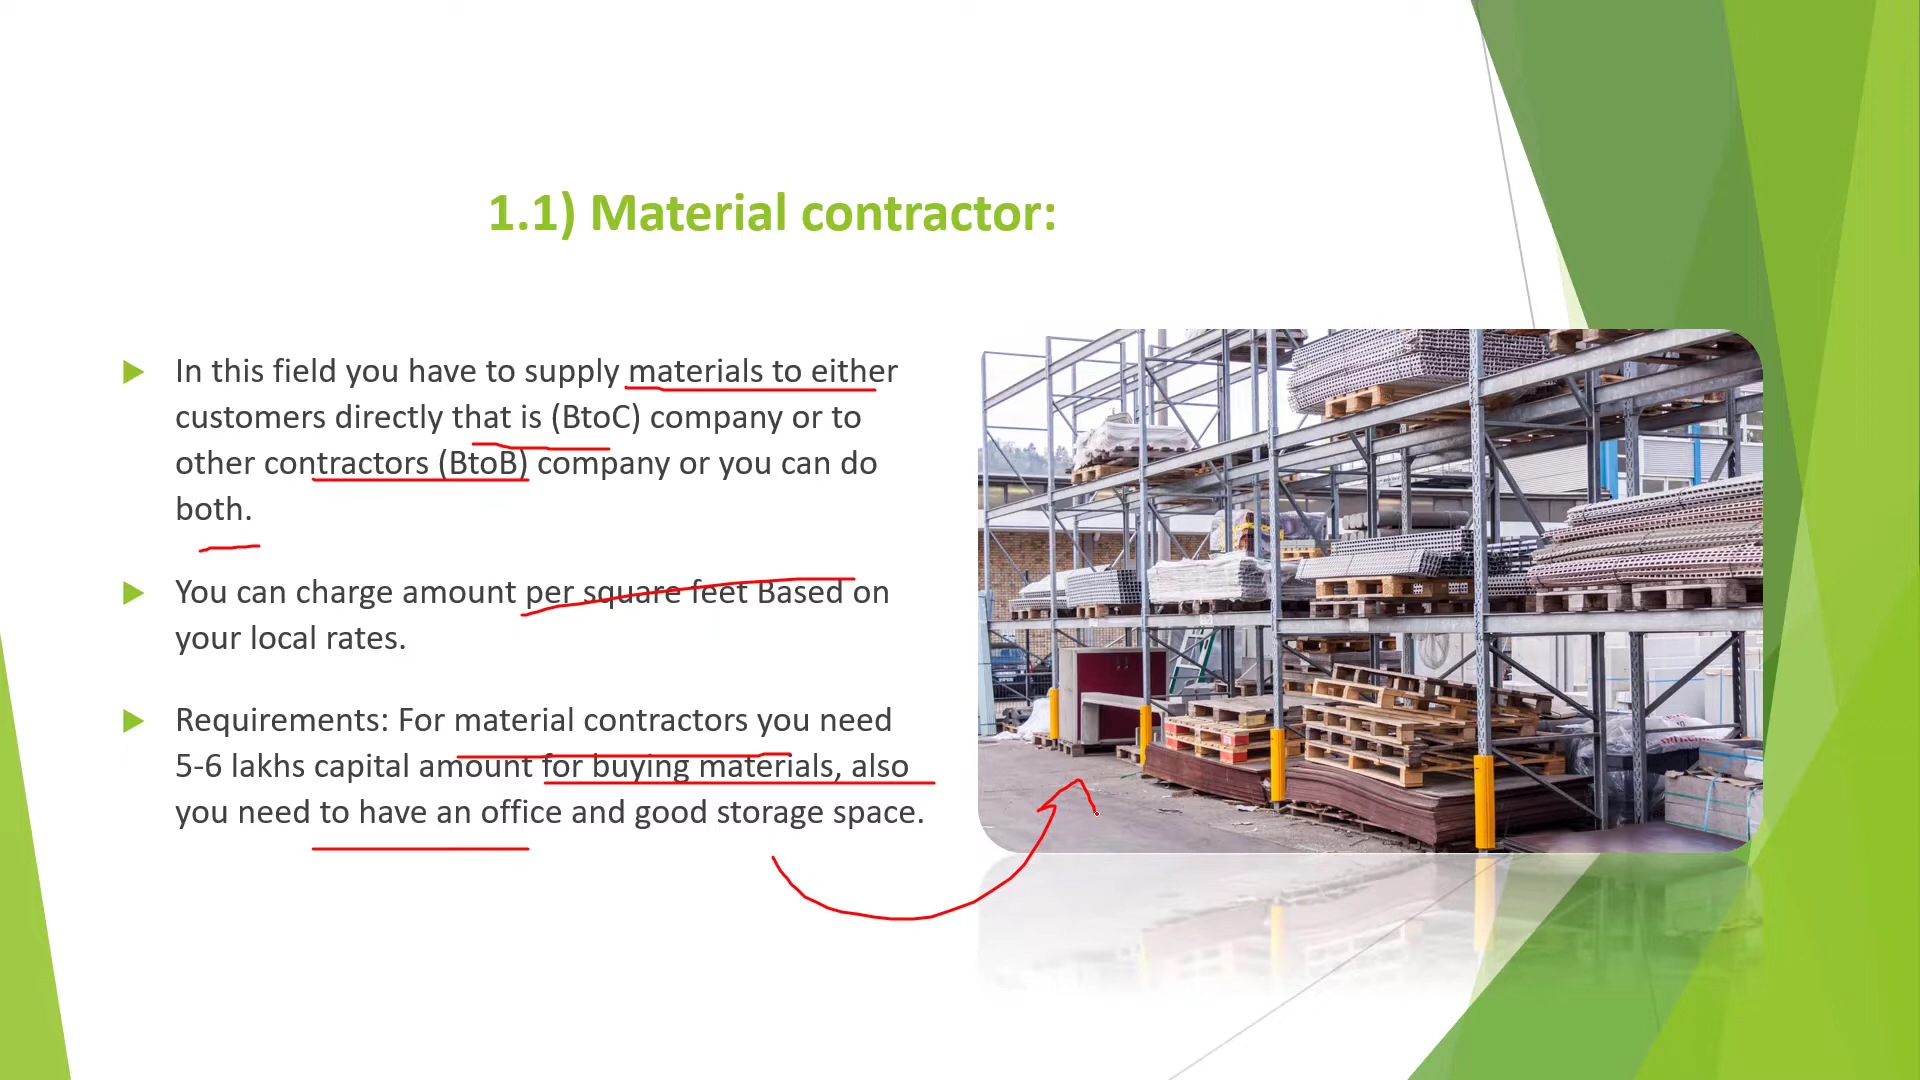 1.1) Material contractor:
In this field you have to supply materials to either
customers directly that is (BtoC) company or to
other contractors (BtoB) company or you can do
both.
You can charge amount per square feet Based on
your local rates.
Requirements: For material contractors you need
5-6 lakhs capital amount for buying materials, also
you need to have an office and good storage space.